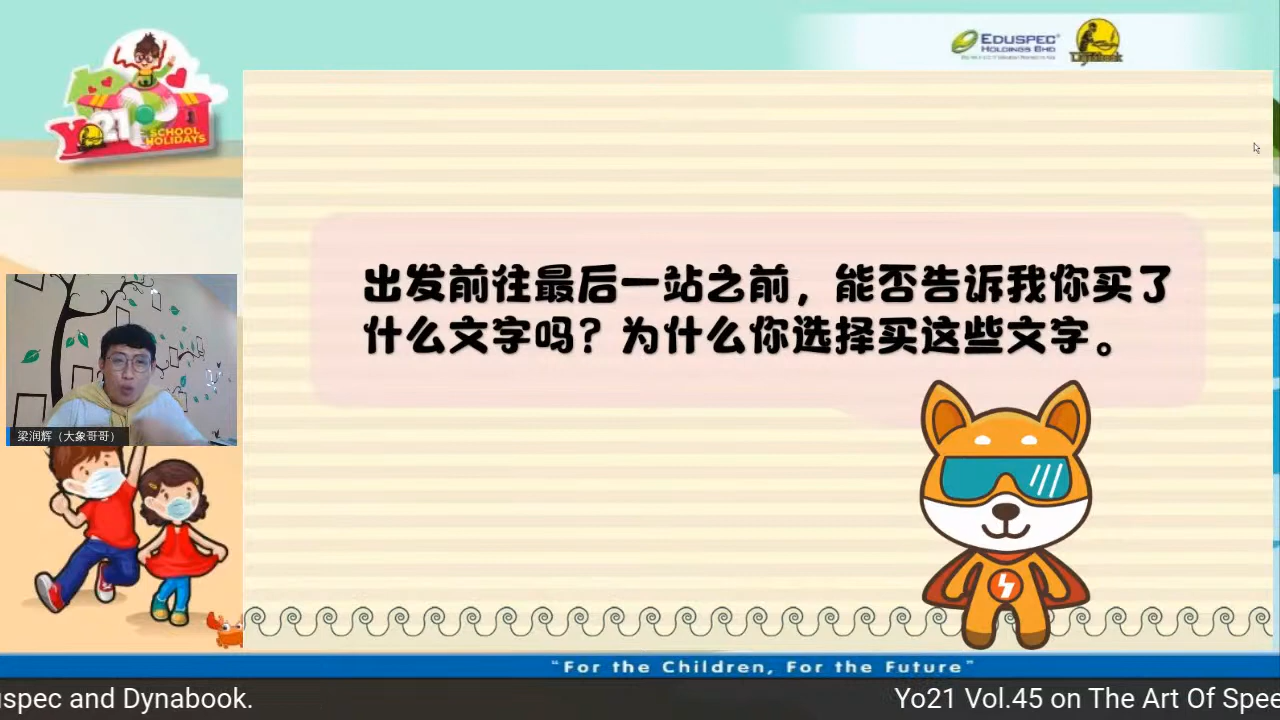 EDUSPEC
HOLDINGS BHD
Dynabook
Yo21
SCHOOL
HOLIDAYS
出发前往最后一站之前，能否告诉我你买了
什么文字吗？为什么你选择买这些文字。
梁润辉（大象哥哥）
"For the Children, For the Future"
uspec and Dynabook.
Yo21 Vol.45 on The Art Of Spee